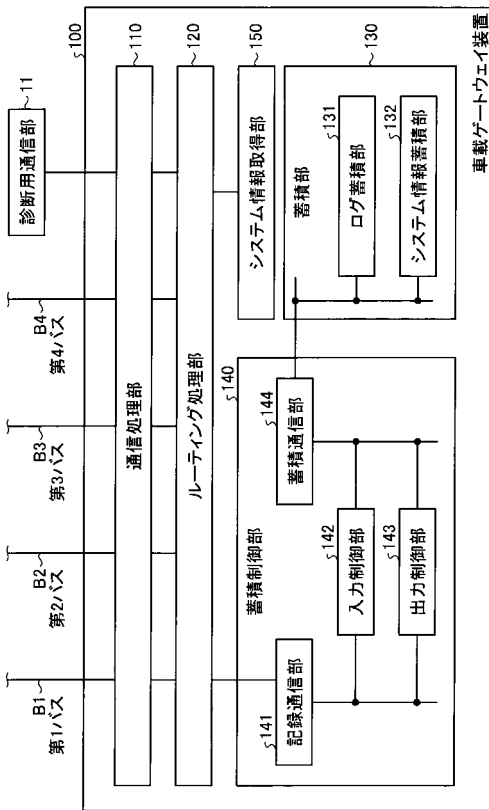 診断用通信部
11
B1
第1バス
B2
第2バス
B3
第3バス
B4
第4バス
100
通信処理部
110
ルーティング処理部
120
140
蓄積制御部
141
記録通信部
144
蓄積通信部
142
入力制御部
143
出力制御部
システム情報取得部
150
蓄積部
130
ログ蓄積部
131
システム情報蓄積部
132
車載ゲートウェイ装置